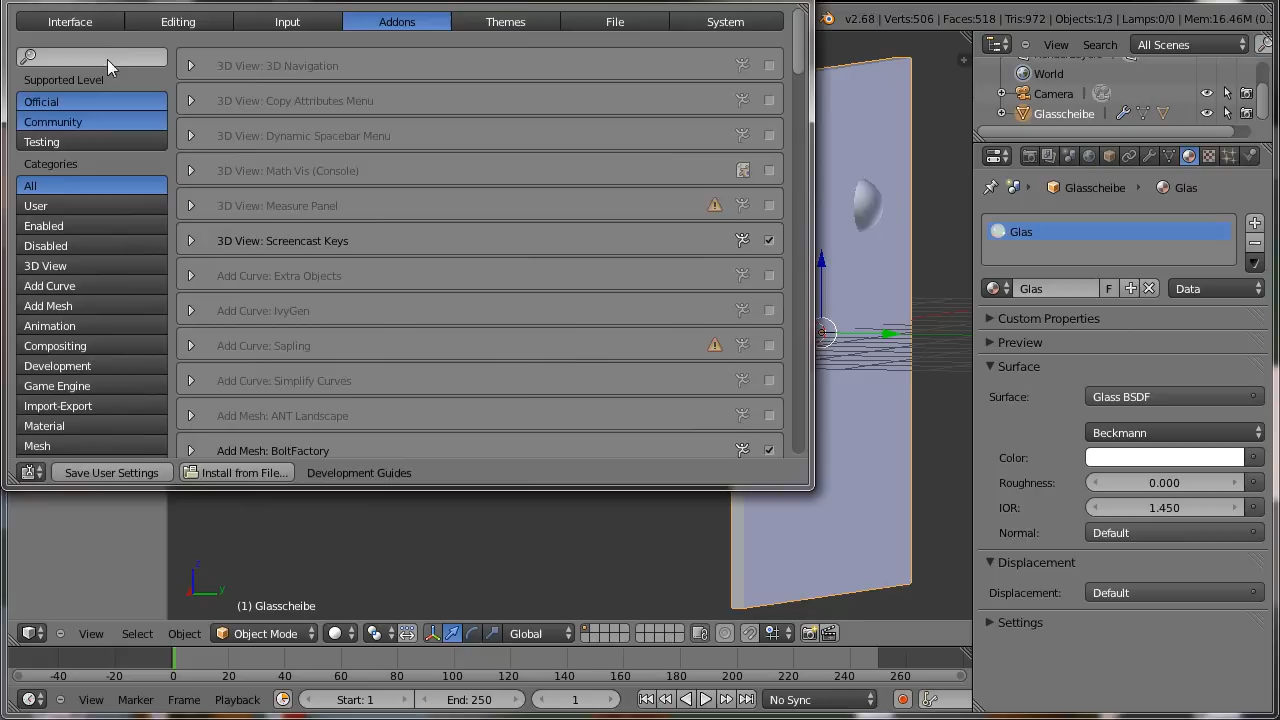 Interface Editing Input Addons Themes File System
v2.68 | Verts:506 | Faces:518 | Tris:972 | Objects:1/3 | Lamps:0/0 | Mem:16.46M
View Search All Scenes
World
Camera
Glasscheibe
Supported Level
Official
Community
Testing
Categories
All
User
Enabled
Disabled
3D View
Add Curve
Add Mesh
Animation
Compositing
Development
Game Engine
Import-Export
Material
Mesh
3D View: 3D Navigation
3D View: Copy Attributes Menu
3D View: Dynamic Spacebar Menu
3D View: Math Vis (Console)
3D View: Measure Panel
3D View: Screencast Keys
Add Curve: Extra Objects
Add Curve: IvyGen
Add Curve: Sapling
Add Curve: Simplify Curves
Add Mesh: ANT Landscape
Add Mesh: BoltFactory
Save User Settings Install from File... Development Guides
Glasscheibe Glas
Glas
Glas F Data
Custom Properties
Preview
Surface
Surface: Glass BSDF
Beckmann
Color:
Roughness: 0.000
IOR: 1.450
Normal: Default
Displacement
Displacement: Default
Settings
z
y
(1) Glasscheibe
View Select Object Object Mode Global
-40 -20 0 20 40 60 80 100 120 140 160 180 200 220 240 260
View Marker Frame Playback Start: 1 End: 250 1 No Sync